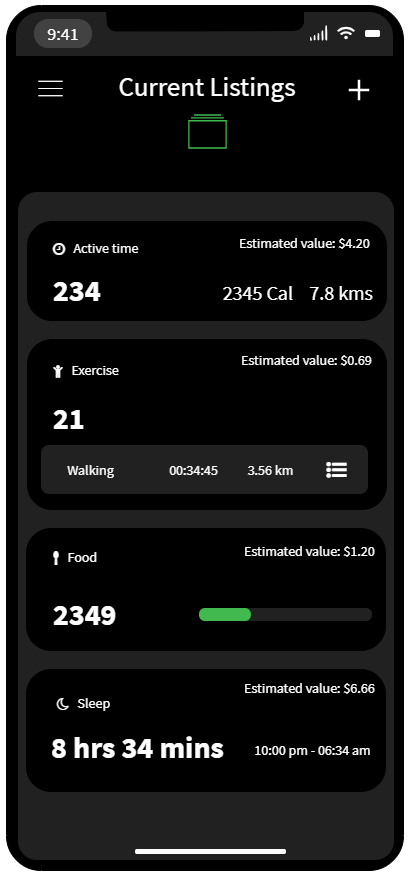 9:41
Current Listings
Active time
Estimated value: $4.20
234
2345 Cal 7.8 kms
Exercise
Estimated value: $0.69
21
Walking 00:34:45 3.56 km
Food
Estimated value: $1.20
2349
Sleep
Estimated value: $6.66
8 hrs 34 mins
10:00 pm - 06:34 am